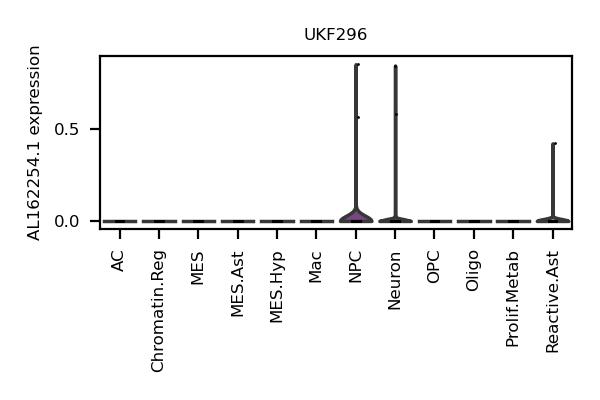 UKF296
AL162254.1 expression
0.5
0.0
AC
Chromatin.Reg
MES
MES.Ast
MES.Hyp
Mac
NPC
Neuron
OPC
Oligo
Prolif.Metab
Reactive.Ast